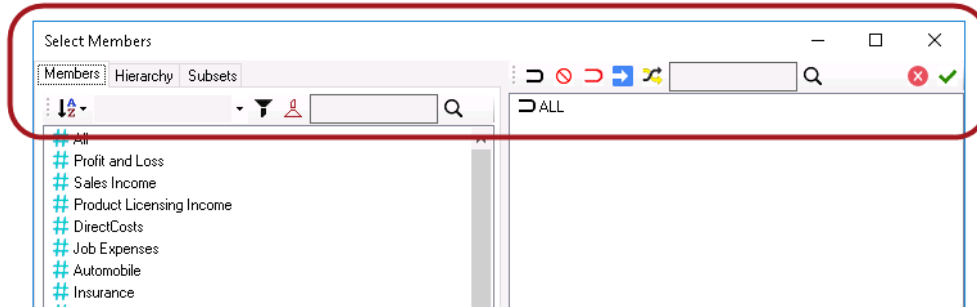 Select Members
Members Hierarchy Subsets
ALL
All
Profit and Loss
Sales Income
Product Licensing Income
DirectCosts
Job Expenses
Automobile
Insurance